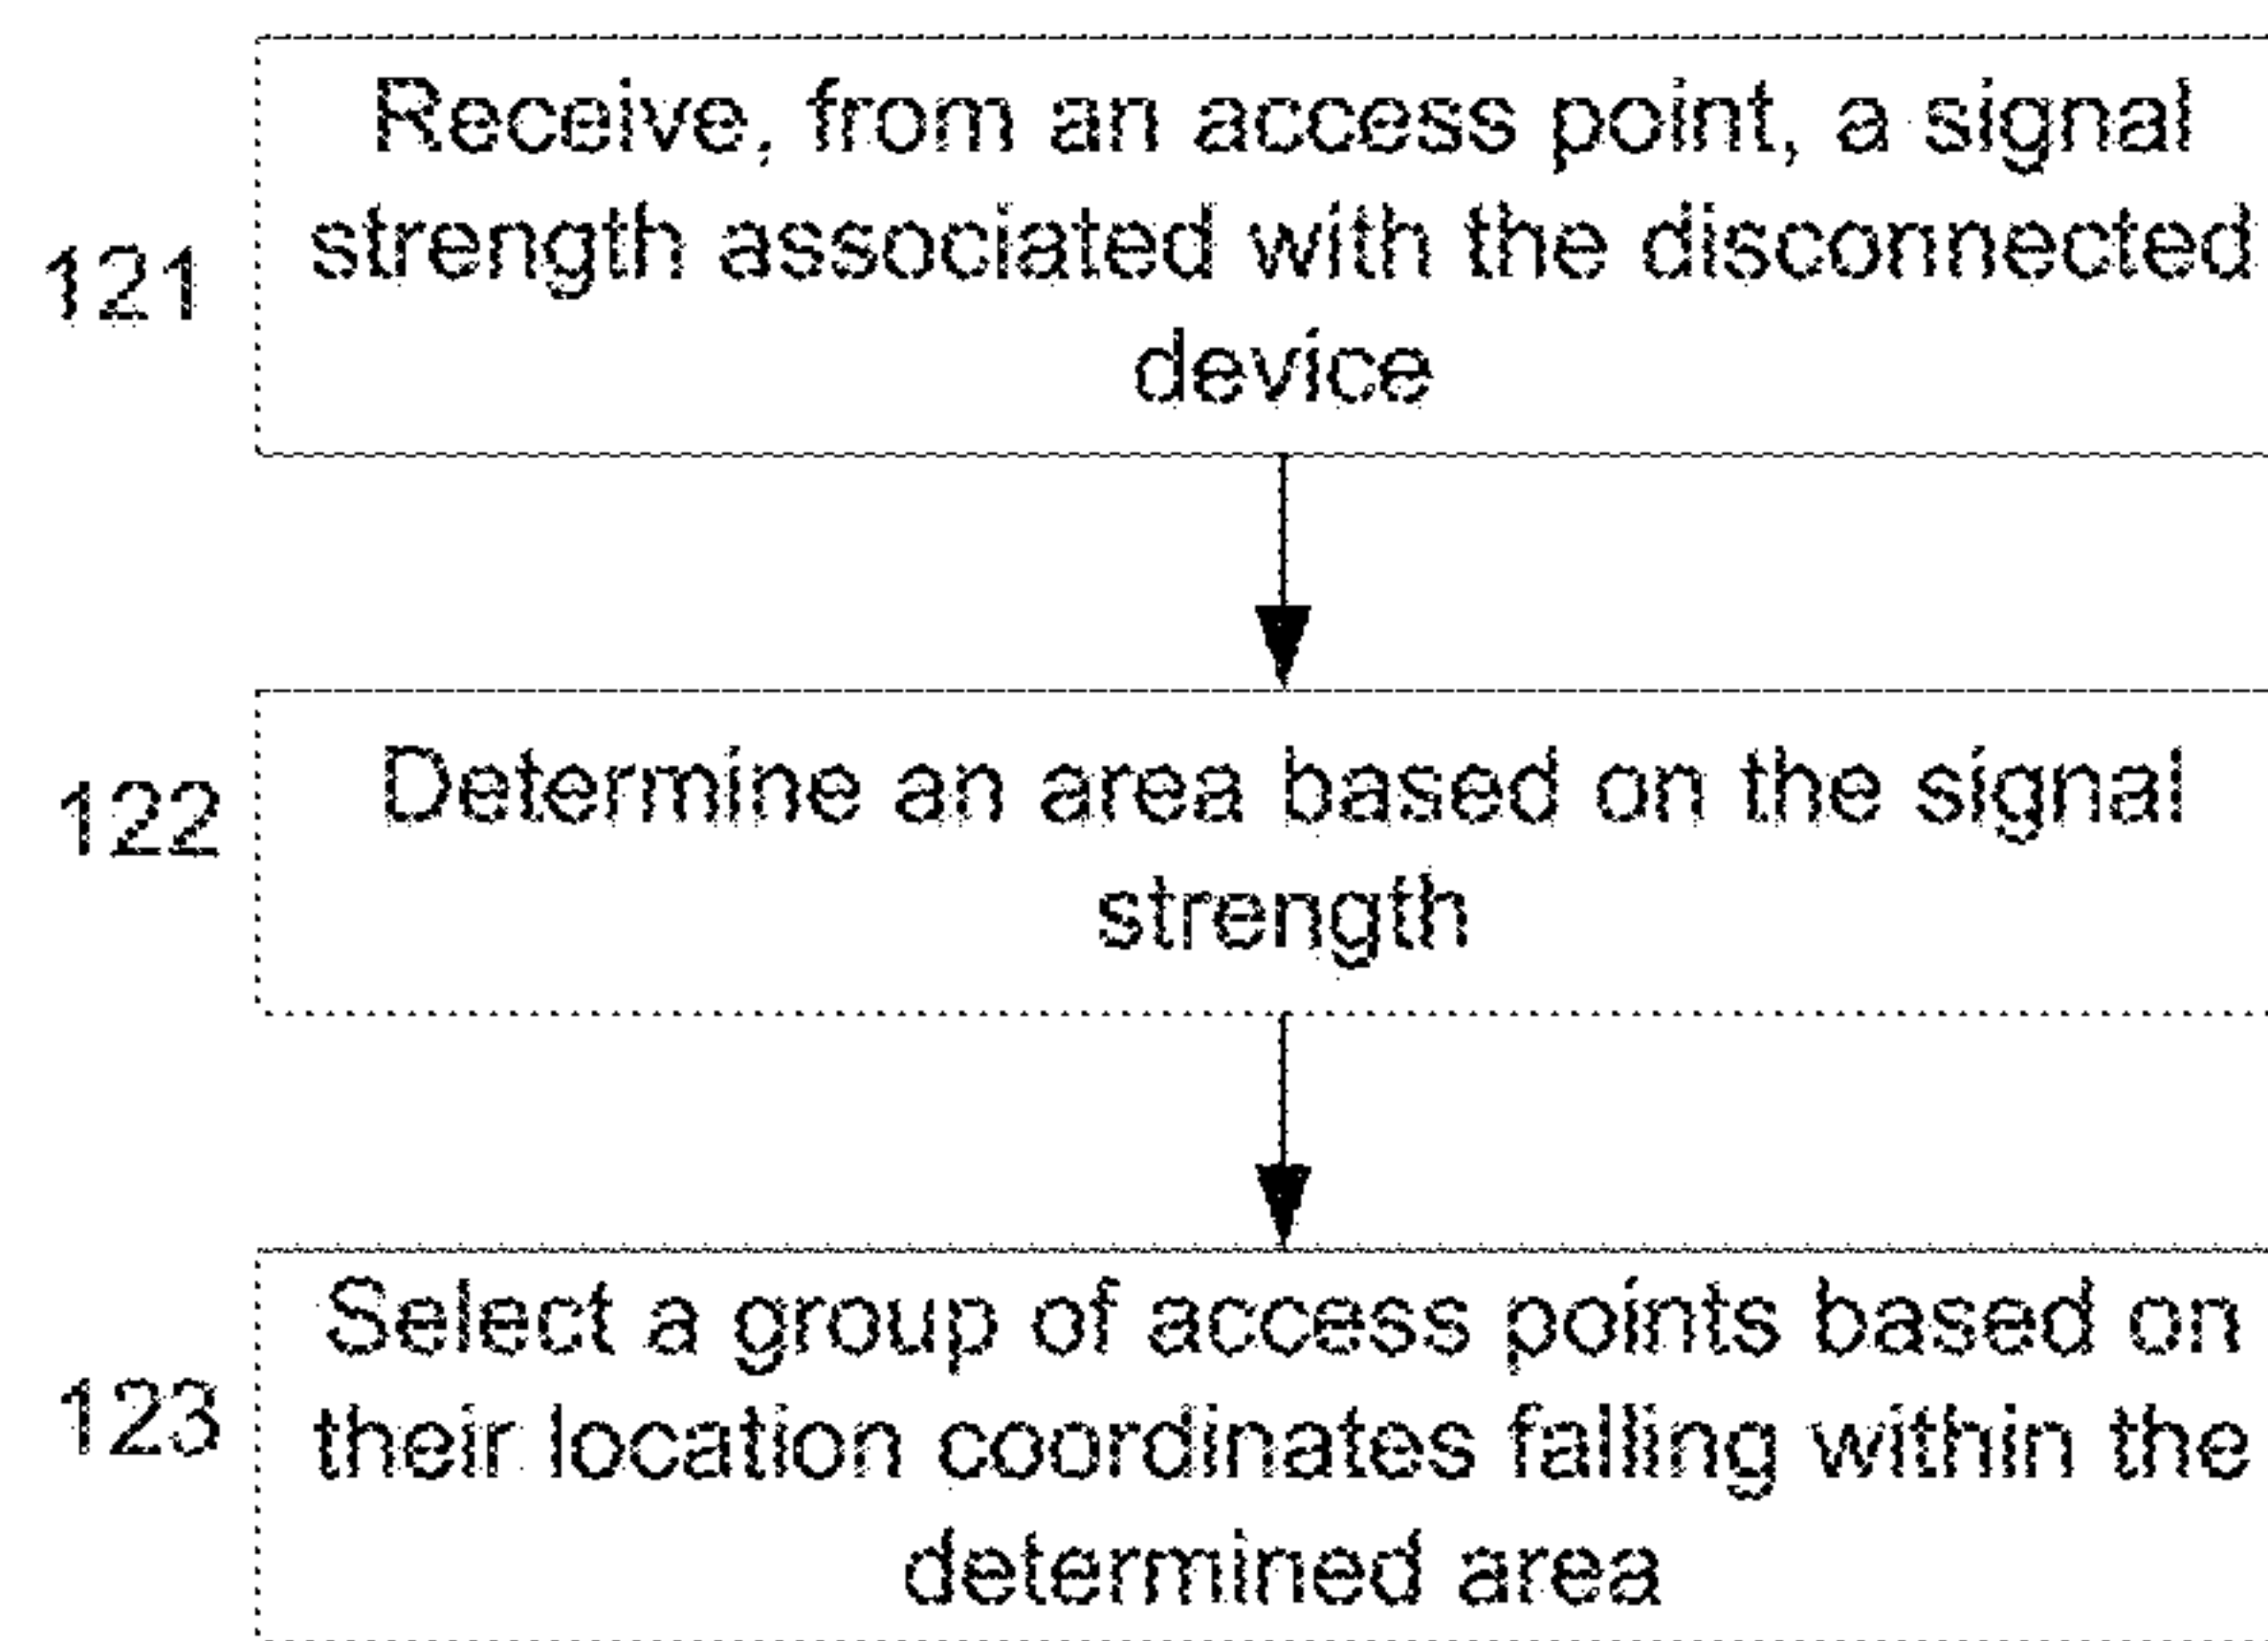 Receive, from an access point, a signal
121 strength associated with the disconnected
device
122 Determine an area based on the signal
strength
Select a group of access points based on
123 their location coordinates falling within the
determined area